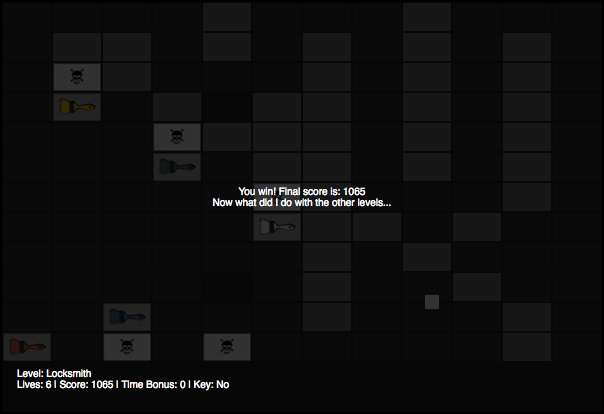 You win! Final score is: 1065
Now what did I do with the other levels...
Level: Locksmith
Lives: 6 | Score: 1065 | Time Bonus: 0 | Key: No